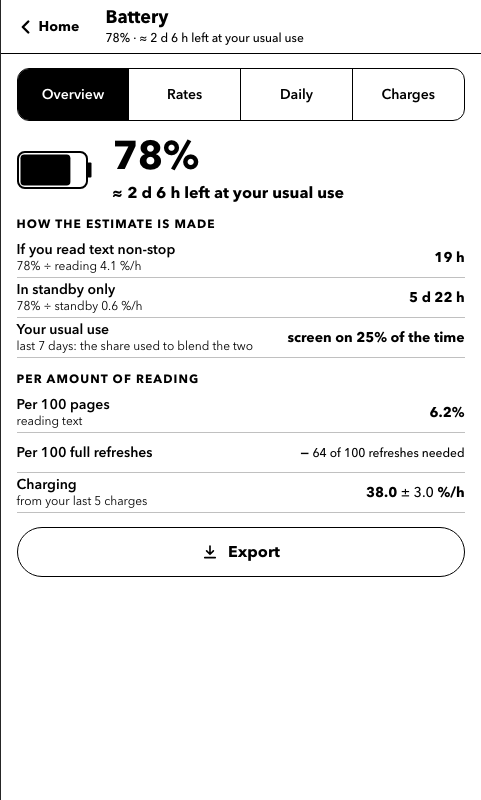 Home
Battery
78% · ≈ 2 d 6 h left at your usual use
Overview
Rates
Daily
Charges
78%
≈ 2 d 6 h left at your usual use
HOW THE ESTIMATE IS MADE
If you read text non-stop
78% ÷ reading 4.1 %/h
19 h
In standby only
78% ÷ standby 0.6 %/h
5 d 22 h
Your usual use
last 7 days: the share used to blend the two
screen on 25% of the time
PER AMOUNT OF READING
Per 100 pages
reading text
6.2%
Per 100 full refreshes
– 64 of 100 refreshes needed
Charging
from your last 5 charges
38.0 ± 3.0 %/h
Export